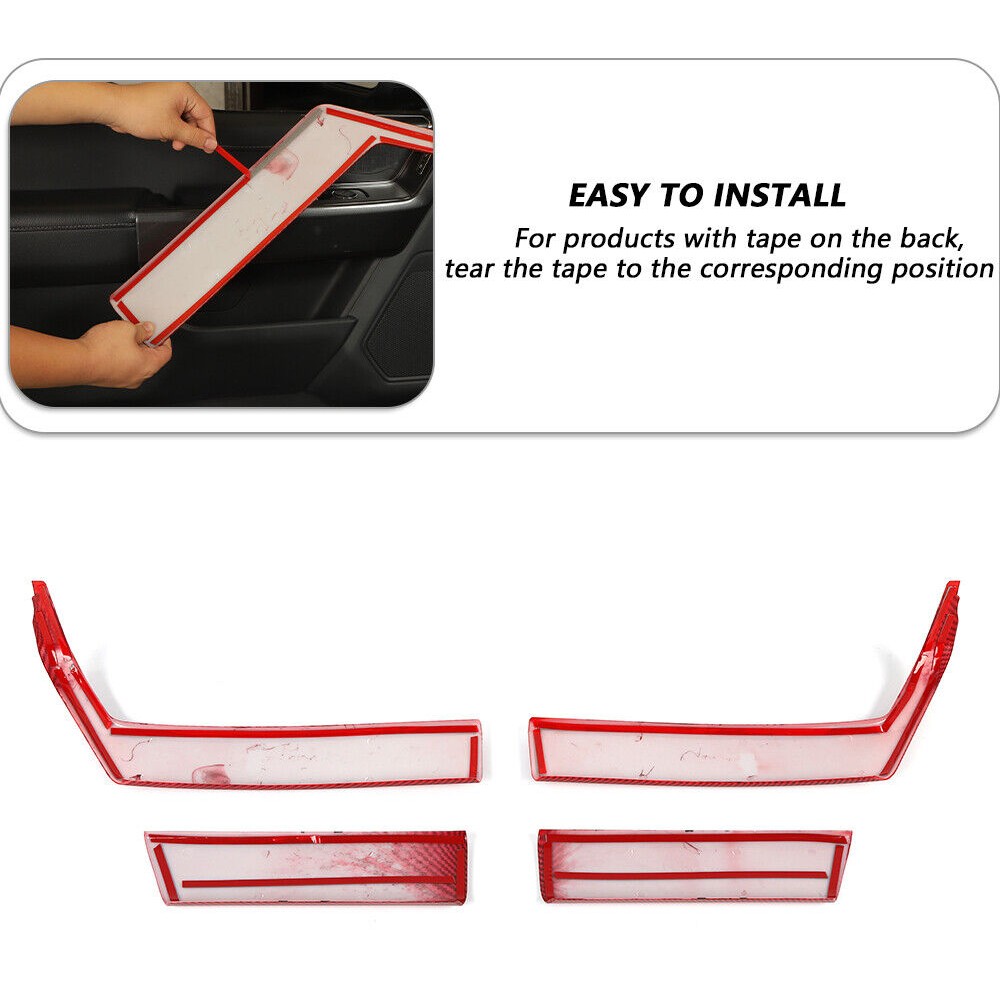 EASY TO INSTALL
For products with tape on the back,
tear the tape to the corresponding position